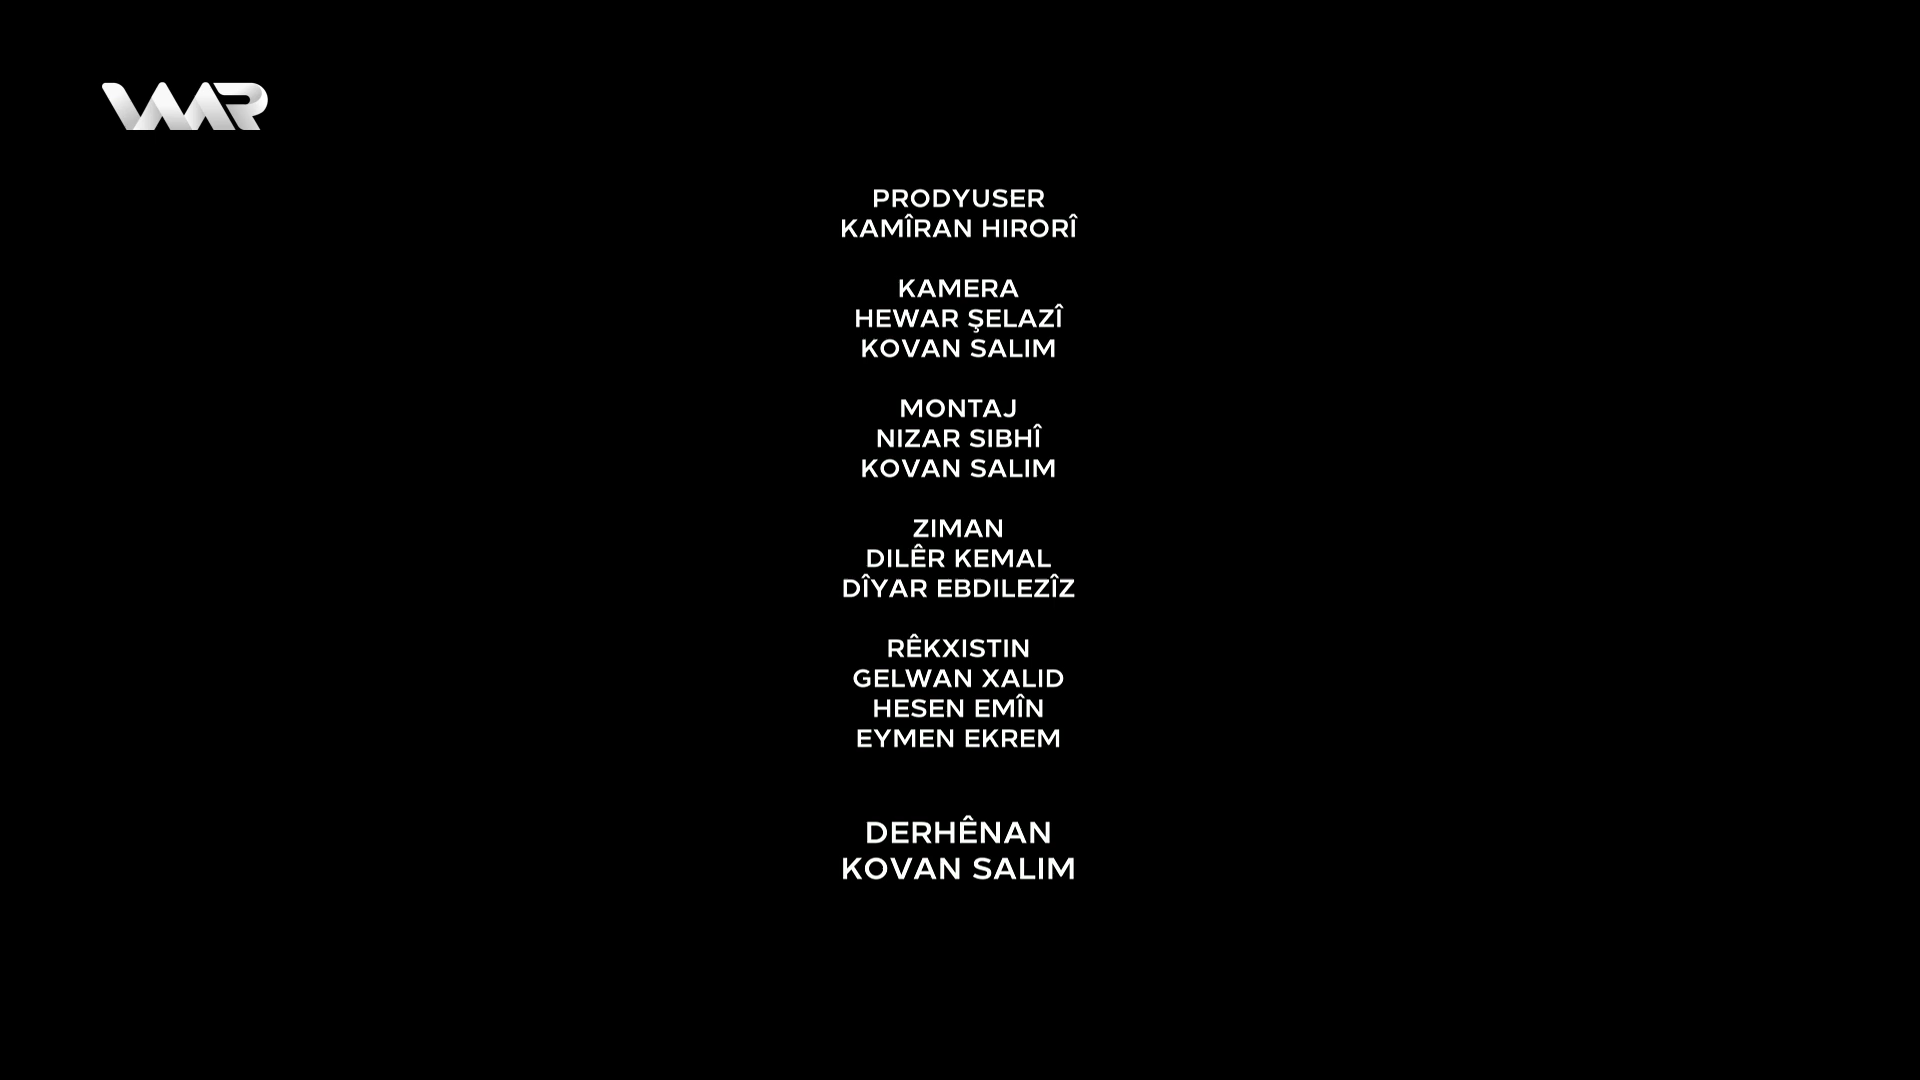 WAAR
PRODYUSER
KAMÎRAN HIRORÎ
KAMERA
HEWAR ŞELAZÎ
KOVAN SALIM
MONTAJ
NIZAR SIBHÎ
KOVAN SALIM
ZIMAN
DILÊR KEMAL
DÎYAR EBDILEZÎZ
RÊKXISTIN
GELWAN XALID
HESEN EMÎN
EYMEN EKREM
DERHÊNAN
KOVAN SALIM